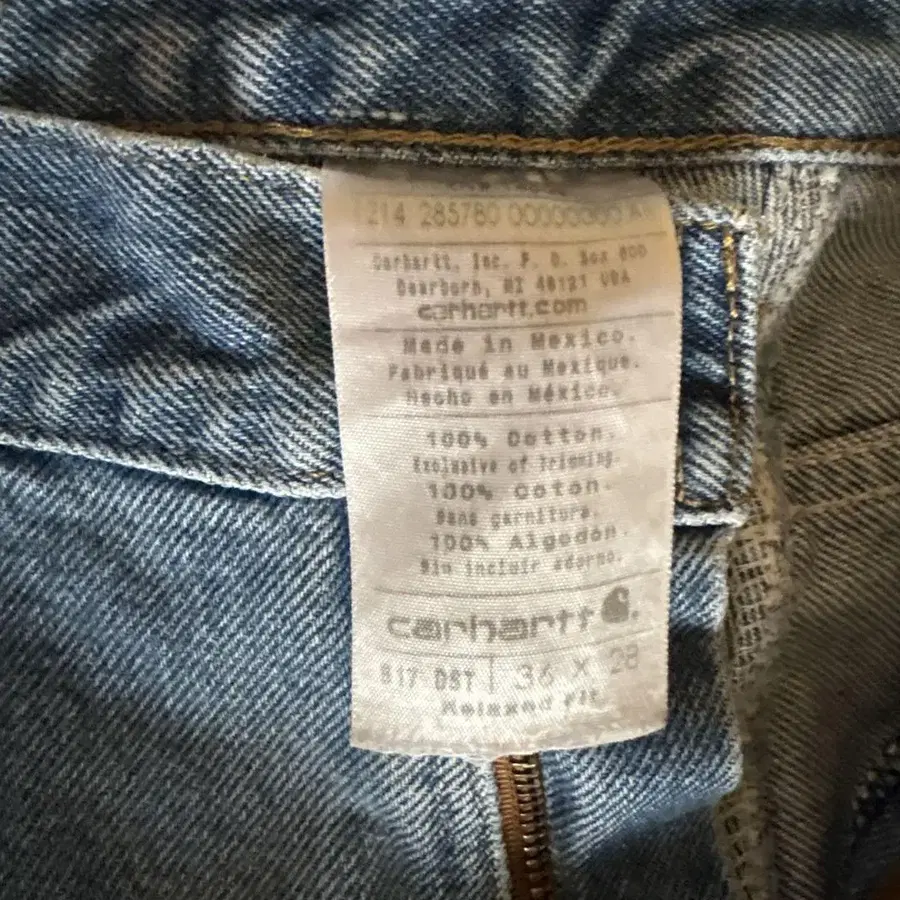 214 285780 00000000
Carhartt, Inc. P. O. Box 600
Dearborn, MI 48121 USA
carhartt.com
Made in Mexico.
Fabriqué au Mexique.
Hecho en México.
100% Cotton.
Exclusive of trimming.
100% Coton.
Sans garniture.
100% Algodón.
Sin incluir adorno.
carhartt
B17 DST | 36 X 28
Relaxed Fit